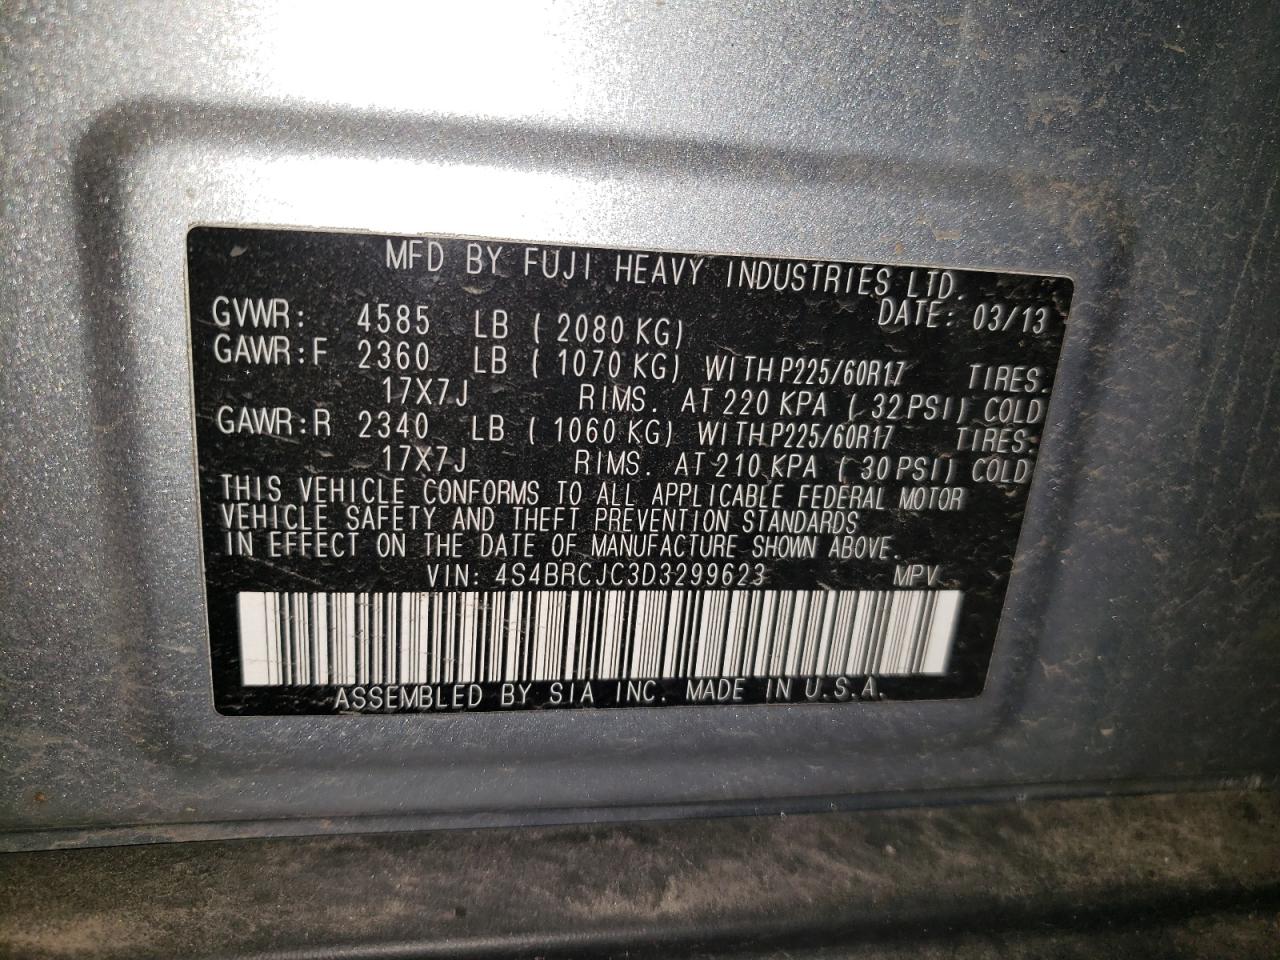 MFD BY FUJI HEAVY INDUSTRIES LTD.
DATE: 03/13
GVWR: 4585 LB ( 2080 KG)
GAWR:F 2360 LB ( 1070 KG) WITH P225/60R17 TIRES.
17X7J RIMS. AT 220 KPA ( 32 PSI) COLD
GAWR:R 2340 LB ( 1060 KG) WITH P225/60R17 TIRES.
17X7J RIMS. AT 210 KPA ( 30 PSI) COLD
THIS VEHICLE CONFORMS TO ALL APPLICABLE FEDERAL MOTOR
VEHICLE SAFETY AND THEFT PREVENTION STANDARDS
IN EFFECT ON THE DATE OF MANUFACTURE SHOWN ABOVE.
VIN: 4S4BRCJC3D3299623 MPV
ASSEMBLED BY SIA INC. MADE IN U.S.A.